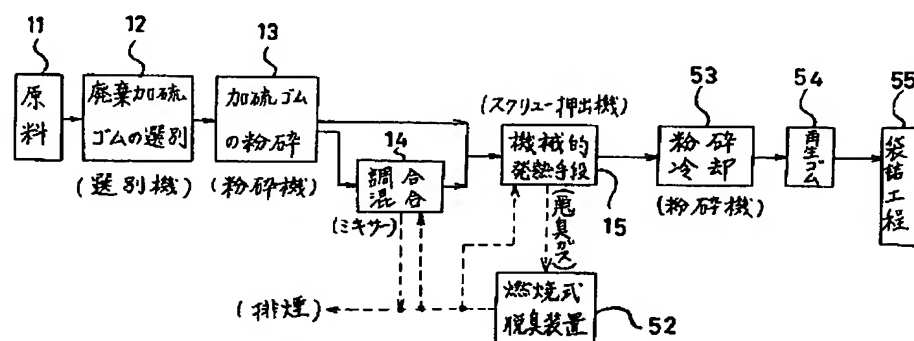 11
12
13
14
15
53
54
55
52
原料
廃棄加硫
ゴムの選別
(選別機)
加硫ゴム
の粉砕
(粉砕機)
調合
混合
(ミキサー)
(スクリュー押出機)
機械的
発熱手段
(悪臭ガス)
粉砕
冷却
(粉砕機)
再生ゴム
袋詰工程
燃焼式
脱臭装置
(排煙)